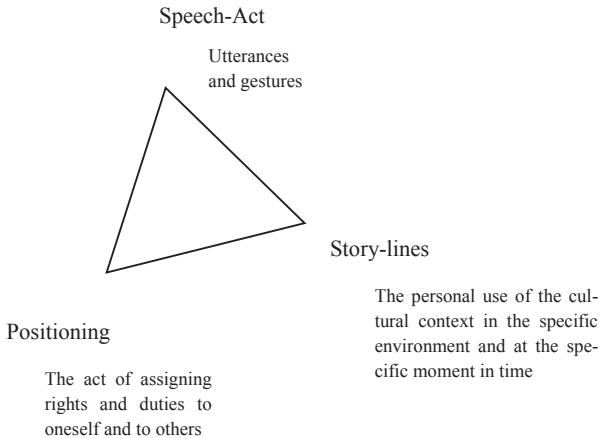 Speech-Act
Utterances
and gestures
Story-lines
The personal use of the cul-
tural context in the specific
environment and at the spe-
cific moment in time
Positioning
The act of assigning
rights and duties to
oneself and to others